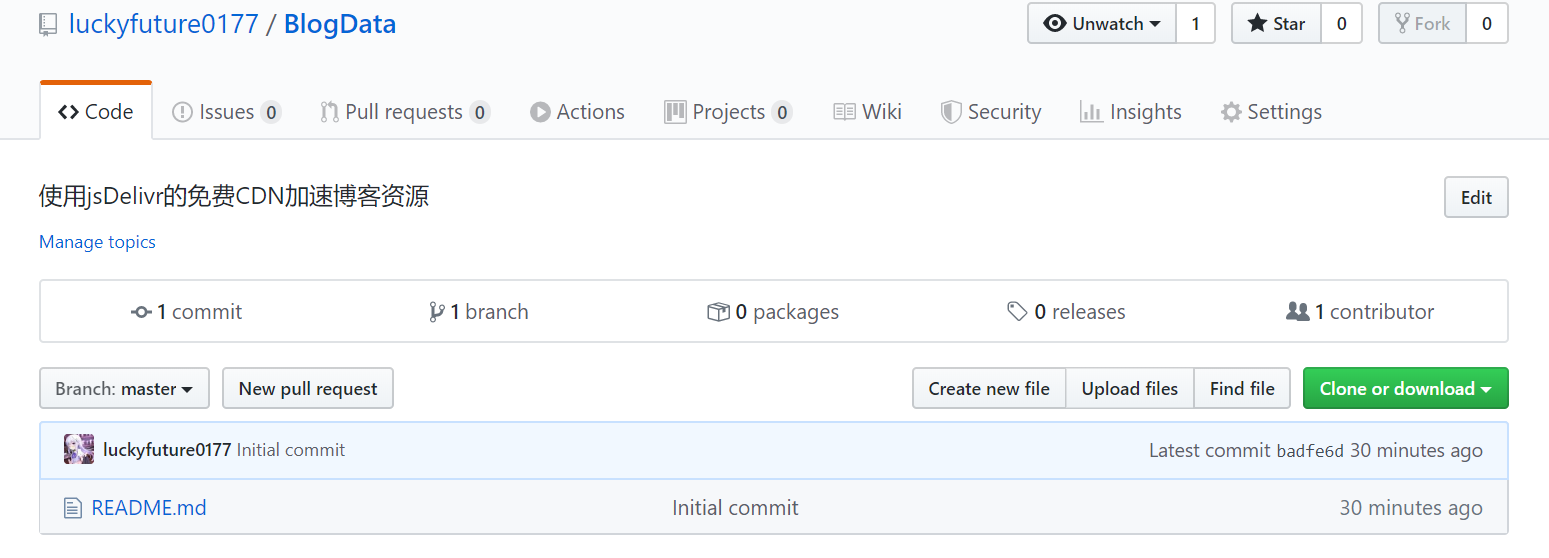 luckyfuture0177 / BlogData Unwatch 1 Star 0 Fork 0
Code Issues 0 Pull requests 0 Actions Projects 0 Wiki Security Insights Settings
使用jsDelivr的免费CDN加速博客资源 Edit
Manage topics
1 commit 1 branch 0 packages 0 releases 1 contributor
Branch: master New pull request Create new file Upload files Find file Clone or download
luckyfuture0177 Initial commit Latest commit badfe6d 30 minutes ago
README.md Initial commit 30 minutes ago